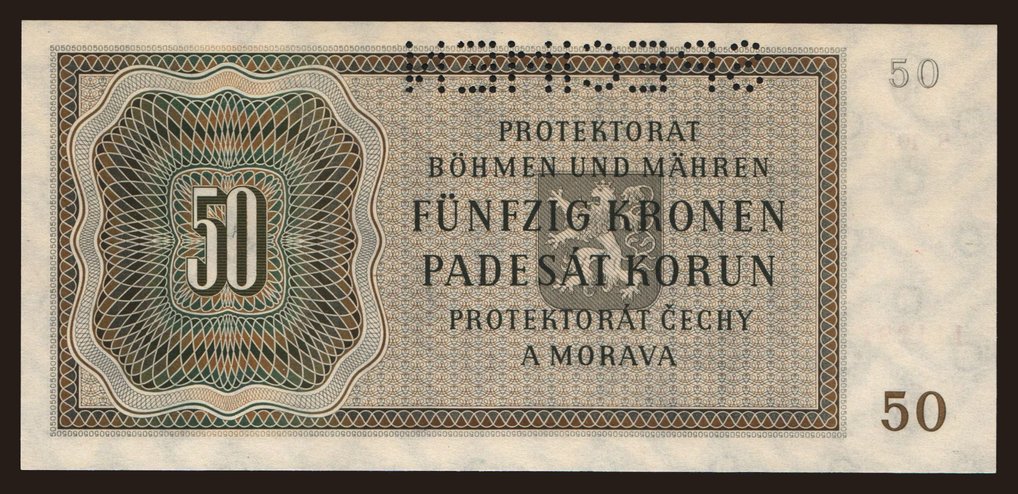 50
PROTEKTORAT
BÖHMEN UND MÄHREN
FÜNFZIG KRONEN
PADESÁT KORUN
PROTEKTORÁT ČECHY
A MORAVA
50
50